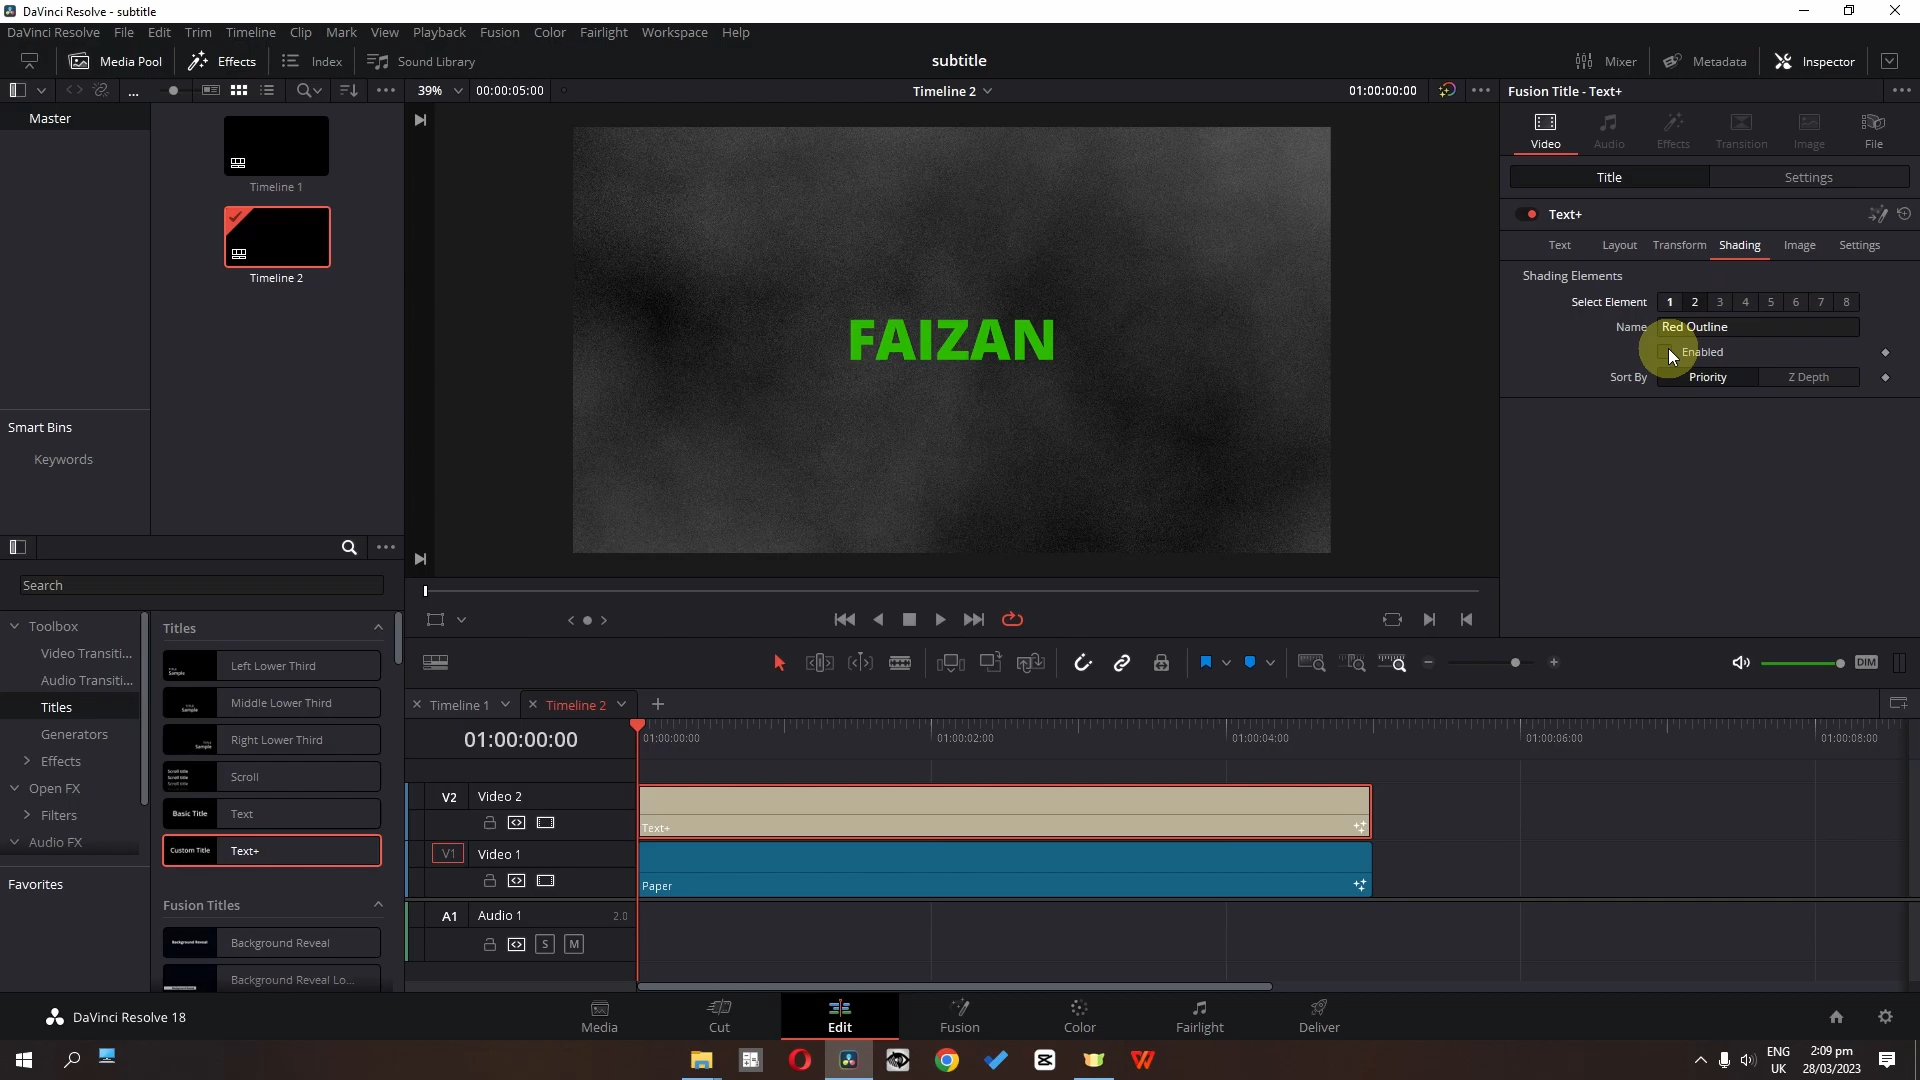 DaVinci Resolve - subtitle
DaVinci Resolve File Edit Trim Timeline Clip Mark View Playback Fusion Color Fairlight Workspace Help
Media Pool Effects Index Sound Library subtitle Mixer Metadata Inspector
... 39% 00:00:05:00 Timeline 2 01:00:00:00 Fusion Title - Text+
Master
Timeline 1
Timeline 2
Smart Bins
Keywords
FAIZAN
Video Audio Effects Transition Image File
Title Settings
Text+
Text Layout Transform Shading Image Settings
Shading Elements
Select Element 1 2 3 4 5 6 7 8
Name Red Outline
Enabled
Sort By Priority Z Depth
Search
Toolbox
Video Transiti...
Audio Transiti...
Titles
Generators
Effects
Open FX
Filters
Audio FX
Favorites
Titles
Left Lower Third
Middle Lower Third
Right Lower Third
Scroll
Basic Title Text
Custom Title Text+
Fusion Titles
Background Reveal Background Reveal
Background Reveal Lo...
DIM
Timeline 1 Timeline 2
01:00:00:00 01:00:00:00 01:00:02:00 01:00:04:00 01:00:06:00 01:00:08:00
V2 Video 2
Text+
V1 Video 1
Paper
A1 Audio 1 2.0
S M
DaVinci Resolve 18 Media Cut Edit Fusion Color Fairlight Deliver
ENG
UK
2:09 pm
28/03/2023